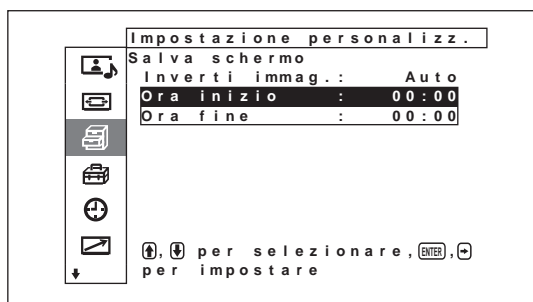 Impostazione personalizz.
Salva schermo
Inverti immag.: Auto
Ora inizio : 00:00
Ora fine : 00:00
, per selezionare, ENTER,
per impostare